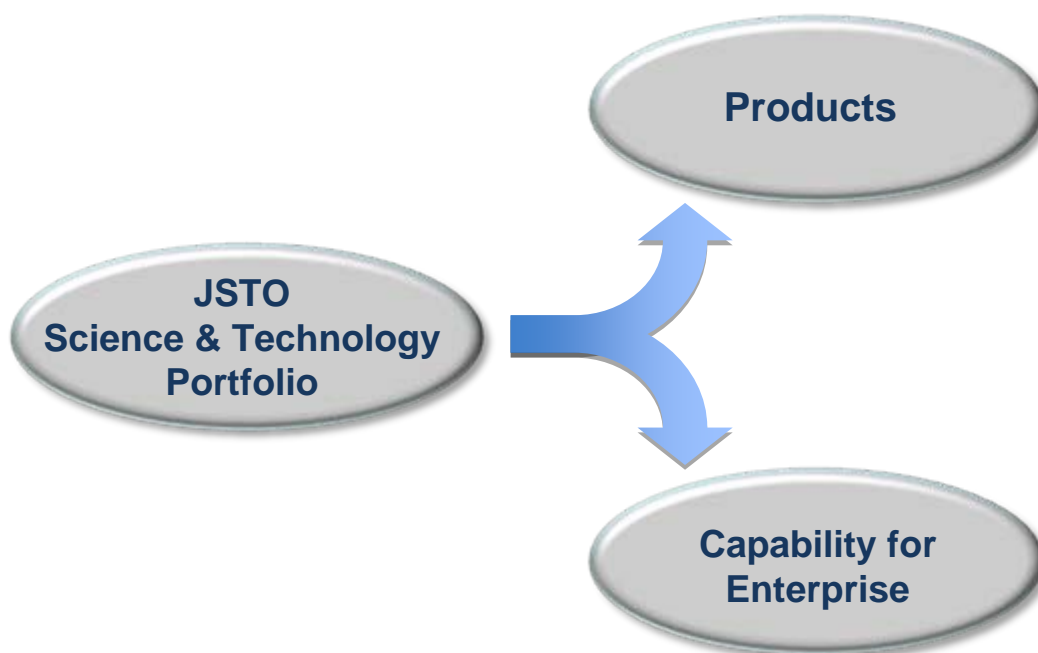 Products
JSTO
Science & Technology
Portfolio
Capability for
Enterprise